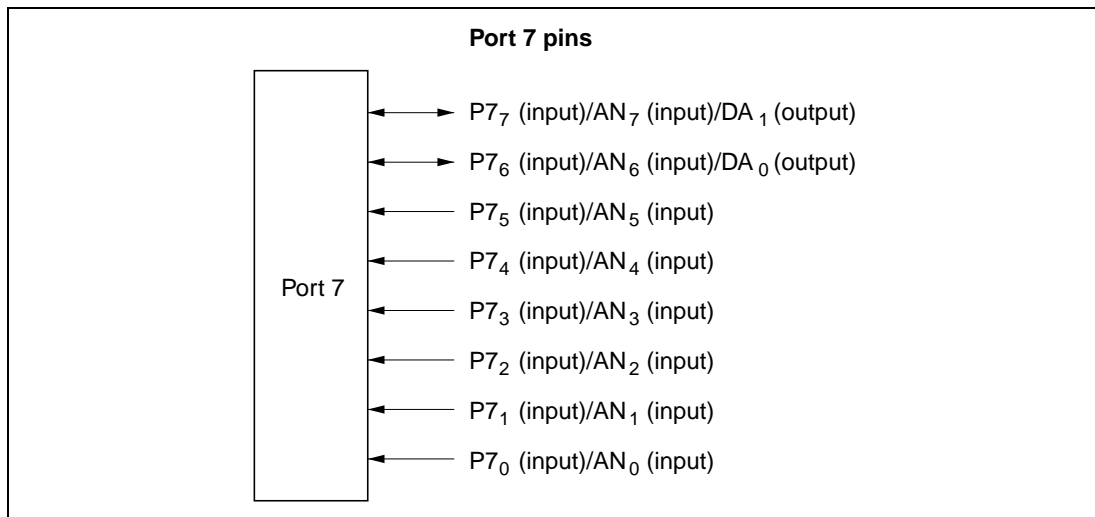 Port 7 pins
P7₇ (input)/AN₇ (input)/DA₁ (output)
P7₆ (input)/AN₆ (input)/DA₀ (output)
P7₅ (input)/AN₅ (input)
P7₄ (input)/AN₄ (input)
Port 7
P7₃ (input)/AN₃ (input)
P7₂ (input)/AN₂ (input)
P7₁ (input)/AN₁ (input)
P7₀ (input)/AN₀ (input)